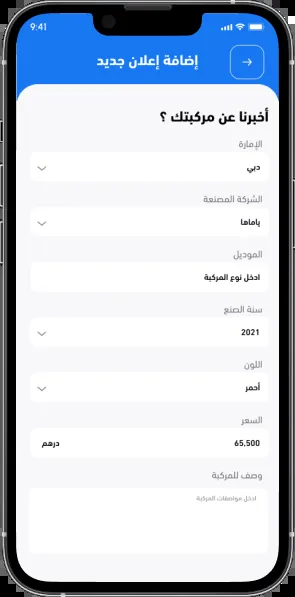 9:41
إضافة إعلان جديد
أخبرنا عن مركبتك ؟
الإمارة
دبي
الشركة المصنعة
ياماها
الموديل
ادخل نوع المركبة
سنة الصنع
2021
اللون
أحمر
السعر
65,500 درهم
وصف للمركبة
ادخل مواصفات المركبة